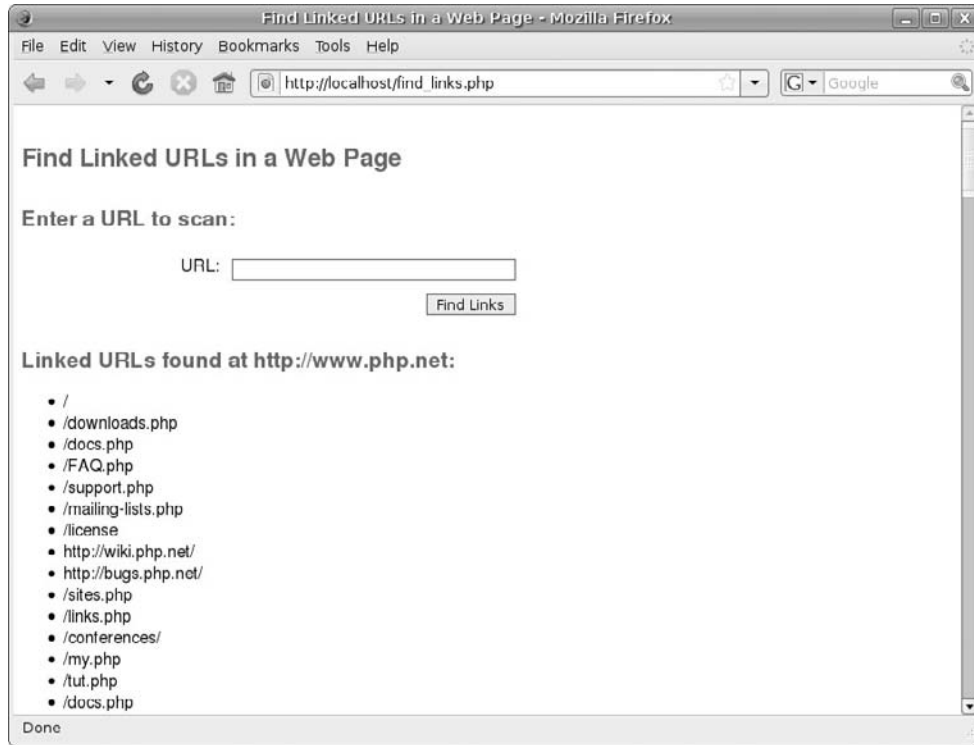 Find Linked URLs in a Web Page - Mozilla Firefox
File Edit View History Bookmarks Tools Help
http://localhost/find_links.php
G Google
Find Linked URLs in a Web Page
Enter a URL to scan:
URL:
Find Links
Linked URLs found at http://www.php.net:
• /
• /downloads.php
• /docs.php
• /FAQ.php
• /support.php
• /mailing-lists.php
• /license
• http://wiki.php.net/
• http://bugs.php.net/
• /sites.php
• /links.php
• /conferences/
• /my.php
• /tut.php
• /docs.php
Done